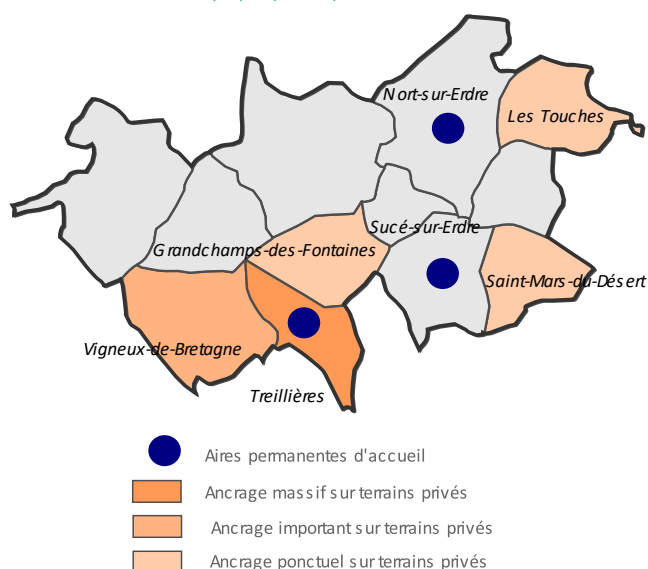 Nort-sur-Erdre
Les Touches
Sucé-sur-Erdre
Grandchamps-des-Fontaines
Saint-Mars-du-Désert
Vigneux-de-Bretagne
Treillières
Aires permanentes d'accueil
Ancrage massif sur terrains privés
Ancrage important sur terrains privés
Ancrage ponctuel sur terrains privés